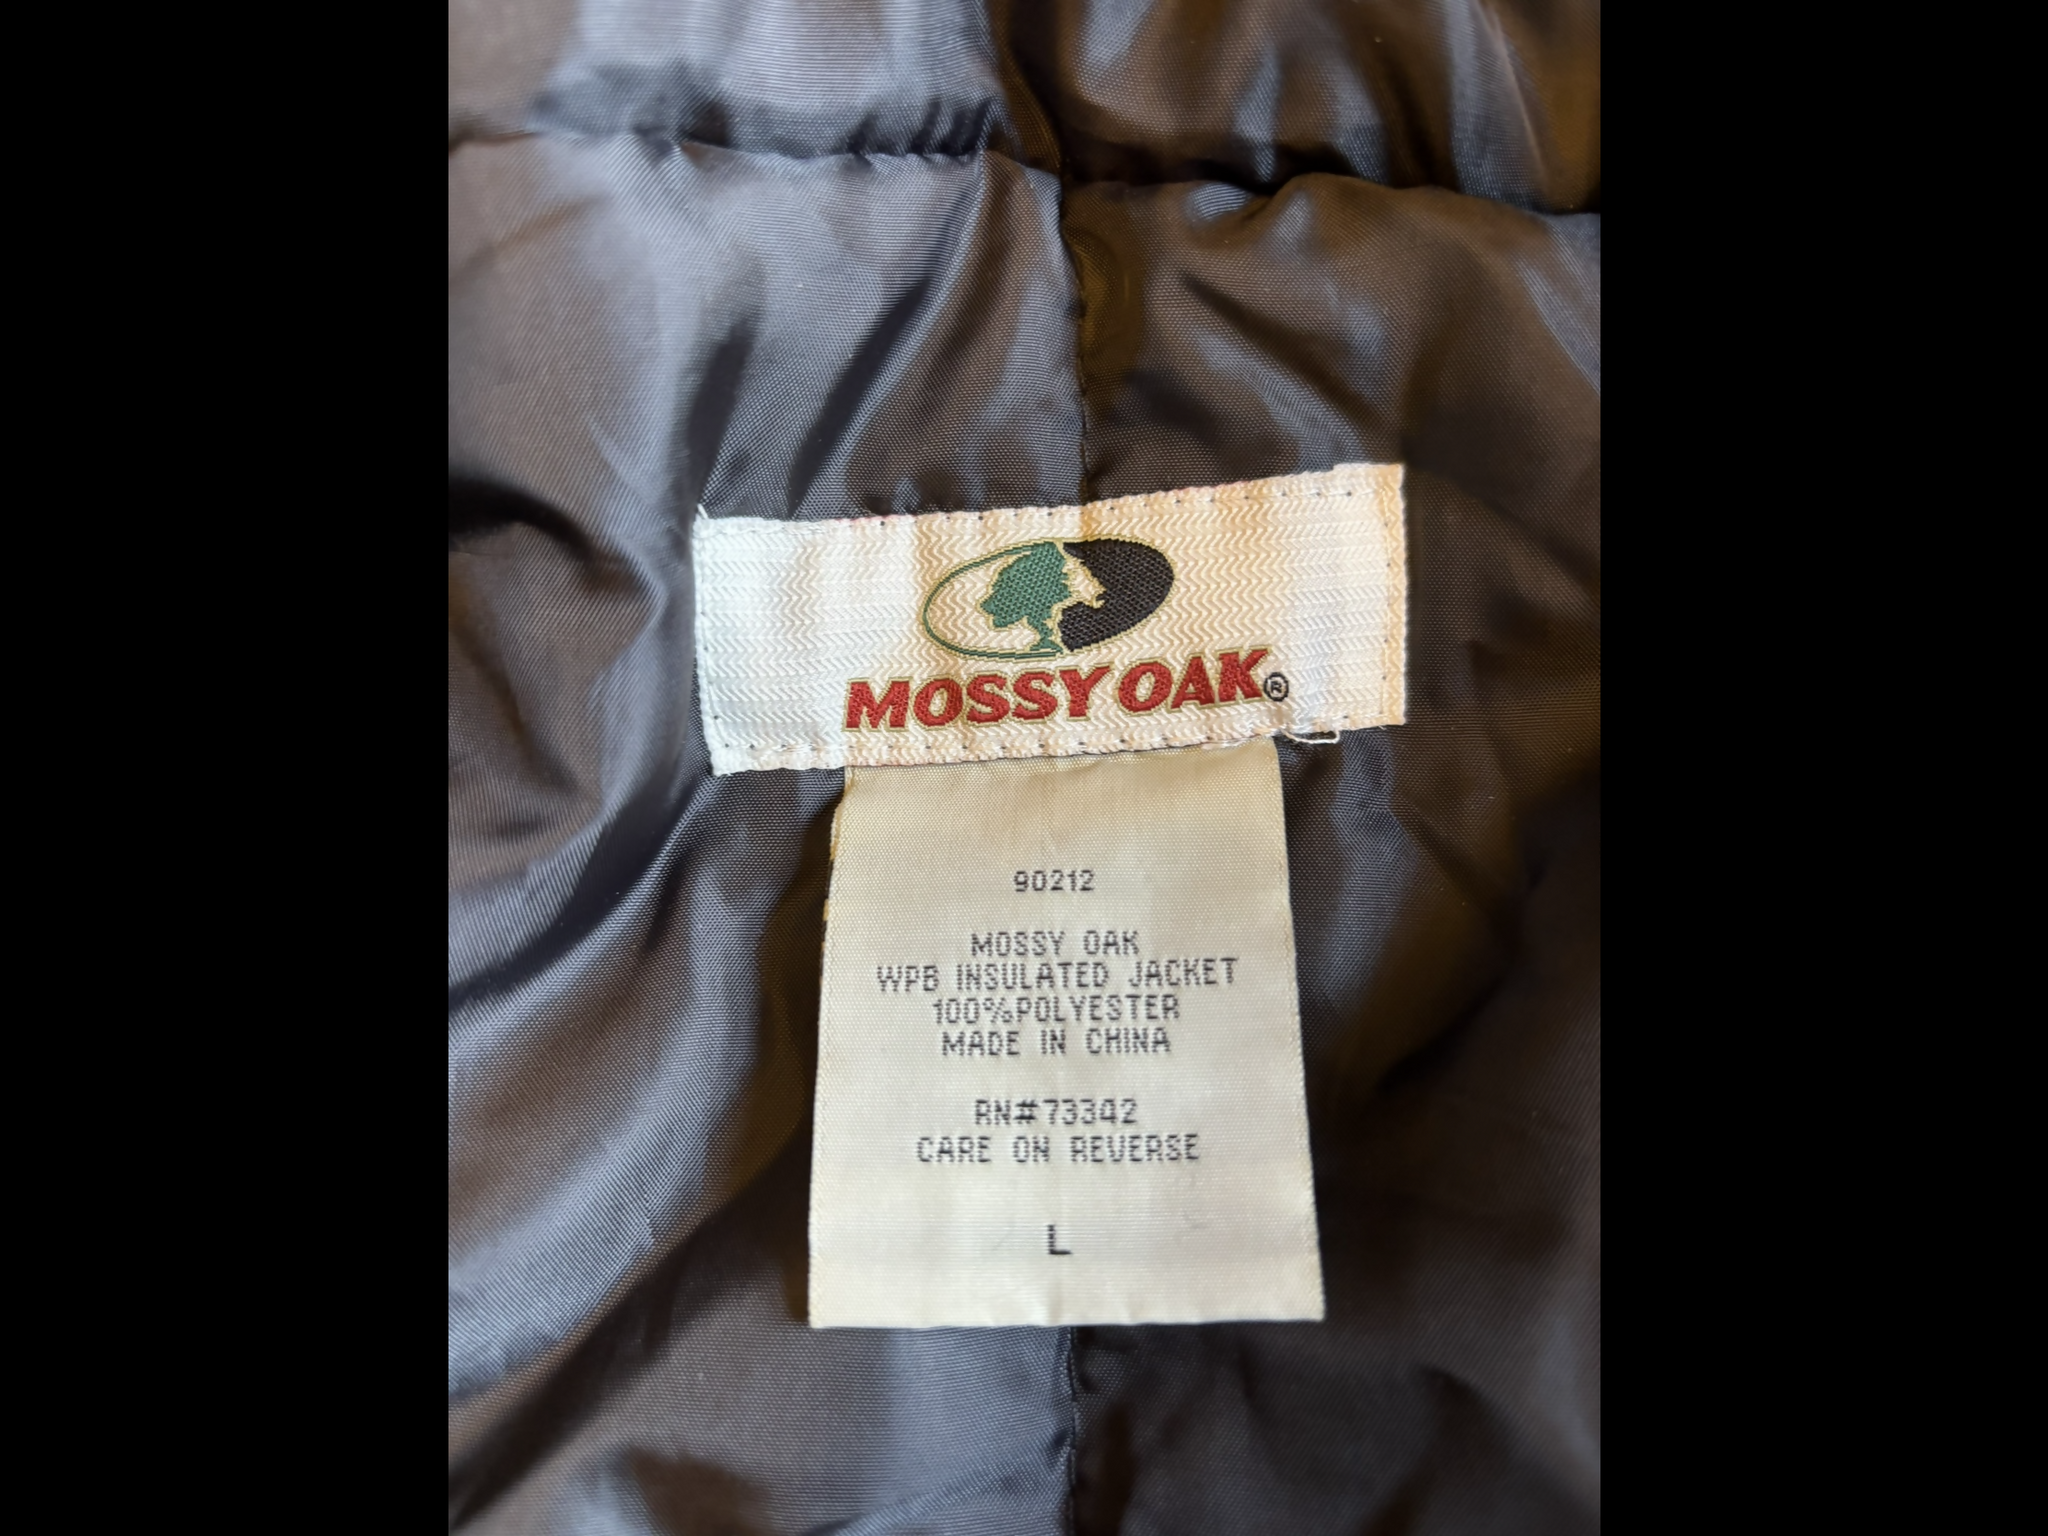 MOSSY OAK®
90212
MOSSY OAK
WPB INSULATED JACKET
100%POLYESTER
MADE IN CHINA
RN#73342
CARE ON REVERSE
L